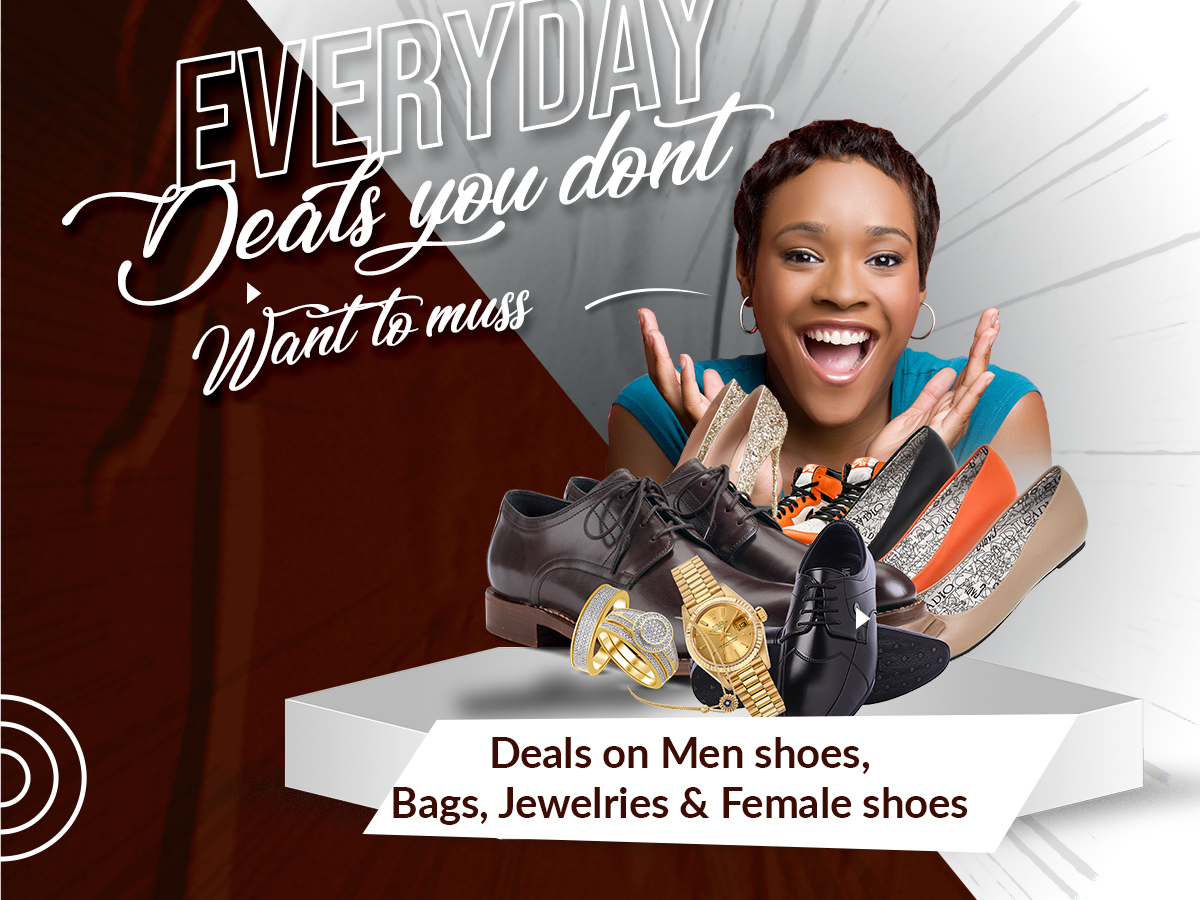 EVERYDAY
Deals you dont
Want to muss
Deals on Men shoes,
Bags, Jewelries & Female shoes